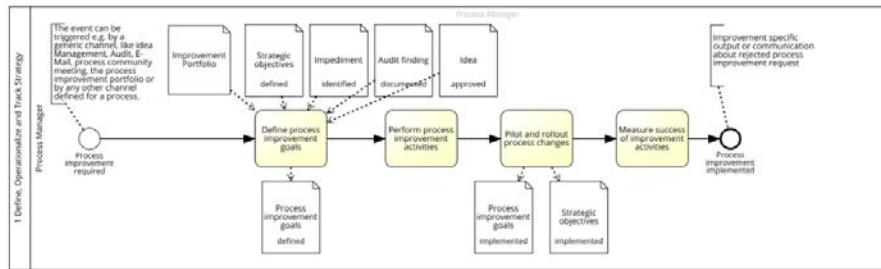 Process Manager
1 Define, Operationalize and Track Strategy
Process Manager
The event can be
triggered e.g. by a
generic channel, like Idea
Management, Audit, E-
Mail, process community
meeting, the process
improvement portfolio or
by any other channel
defined for a process.
Improvement
Portfolio
Strategic
objectives
defined
Impediment
identified
Audit finding
documented
Idea
approved
Improvement specific
output or communication
about rejected process
improvement request
Process
improvement
required
Define process
improvement
goals
Perform process
improvement
activities
Pilot and rollout
process changes
Measure success
of improvement
activities
Process
improvement
implemented
Process
improvement
goals
defined
Process
improvement
goals
implemented
Strategic
objectives
implemented